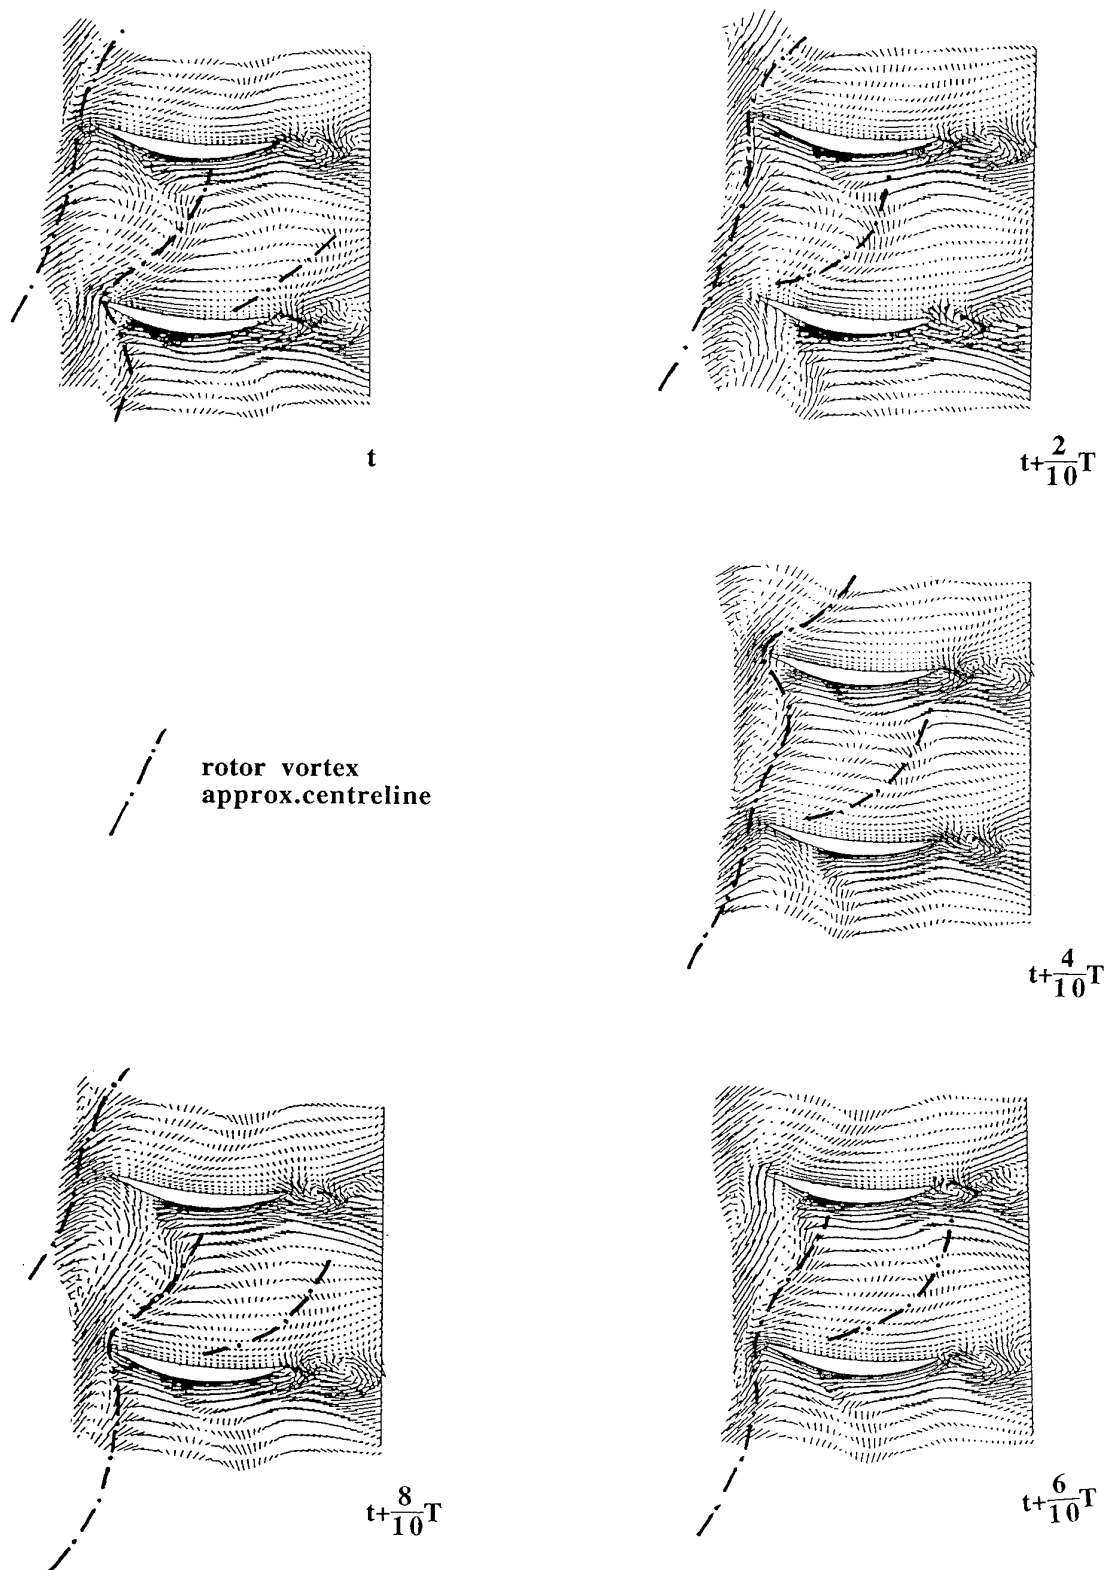 t
t+2/10T
t+4/10T
rotor vortex
approx.centreline
t+8/10T
t+6/10T